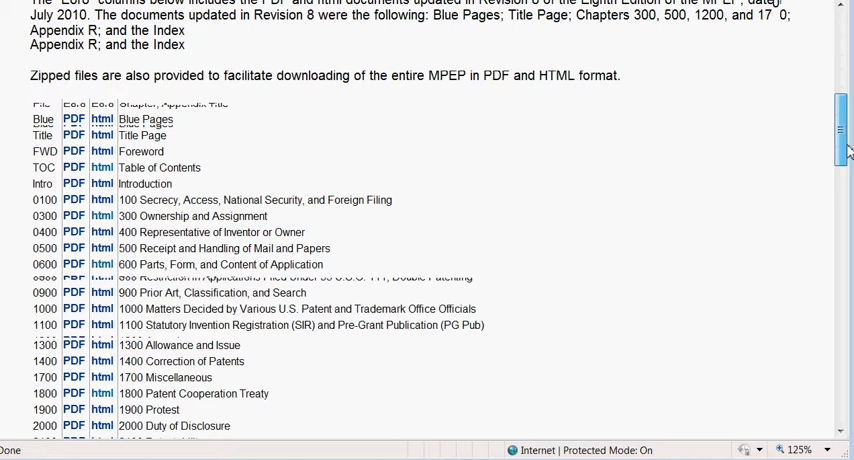 The "E8r8" columns below includes the PDF and html documents updated in Revision 8 of the Eighth Edition of the MPEP, dated
July 2010. The documents updated in Revision 8 were the following: Blue Pages; Title Page; Chapters 300, 500, 1200, and 17 0;
Appendix R; and the Index
Appendix R; and the Index
Zipped files are also provided to facilitate downloading of the entire MPEP in PDF and HTML format.
File E8r8 E8r8 Chapter, Appendix Title
Blue PDF html Blue Pages
Title PDF html Title Page
FWD PDF html Foreword
TOC PDF html Table of Contents
Intro PDF html Introduction
0100 PDF html 100 Secrecy, Access, National Security, and Foreign Filing
0300 PDF html 300 Ownership and Assignment
0400 PDF html 400 Representative of Inventor or Owner
0500 PDF html 500 Receipt and Handling of Mail and Papers
0600 PDF html 600 Parts, Form, and Content of Application
0900 PDF html 900 Prior Art, Classification, and Search
1000 PDF html 1000 Matters Decided by Various U.S. Patent and Trademark Office Officials
1100 PDF html 1100 Statutory Invention Registration (SIR) and Pre-Grant Publication (PG Pub)
1300 PDF html 1300 Allowance and Issue
1400 PDF html 1400 Correction of Patents
1700 PDF html 1700 Miscellaneous
1800 PDF html 1800 Patent Cooperation Treaty
1900 PDF html 1900 Protest
2000 PDF html 2000 Duty of Disclosure
Done Internet | Protected Mode: On 125%